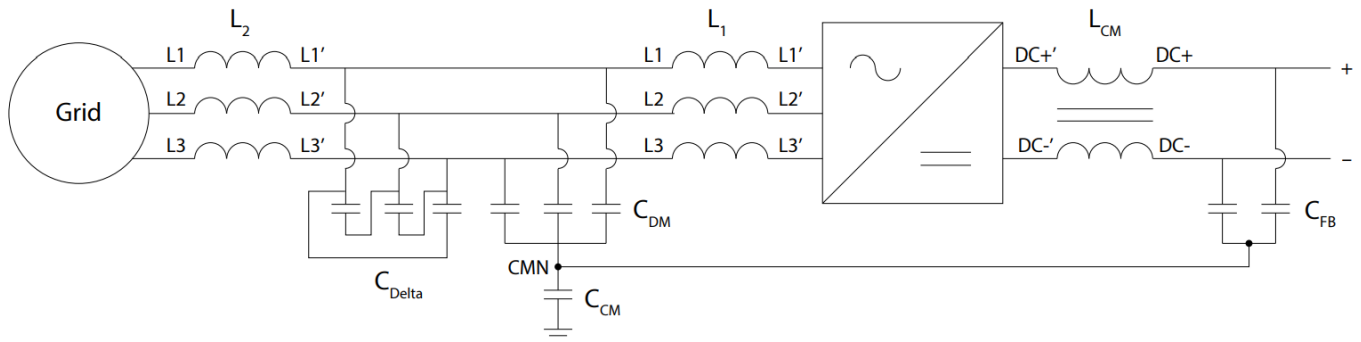 L2 L1 LCM
L1 L1’ L1 L1’ DC+’ DC+ +
Grid L2 L2’ L2 L2’
L3 L3’ L3 L3’ DC-’ DC- −
CDM CFB
CMN
CDelta CCM